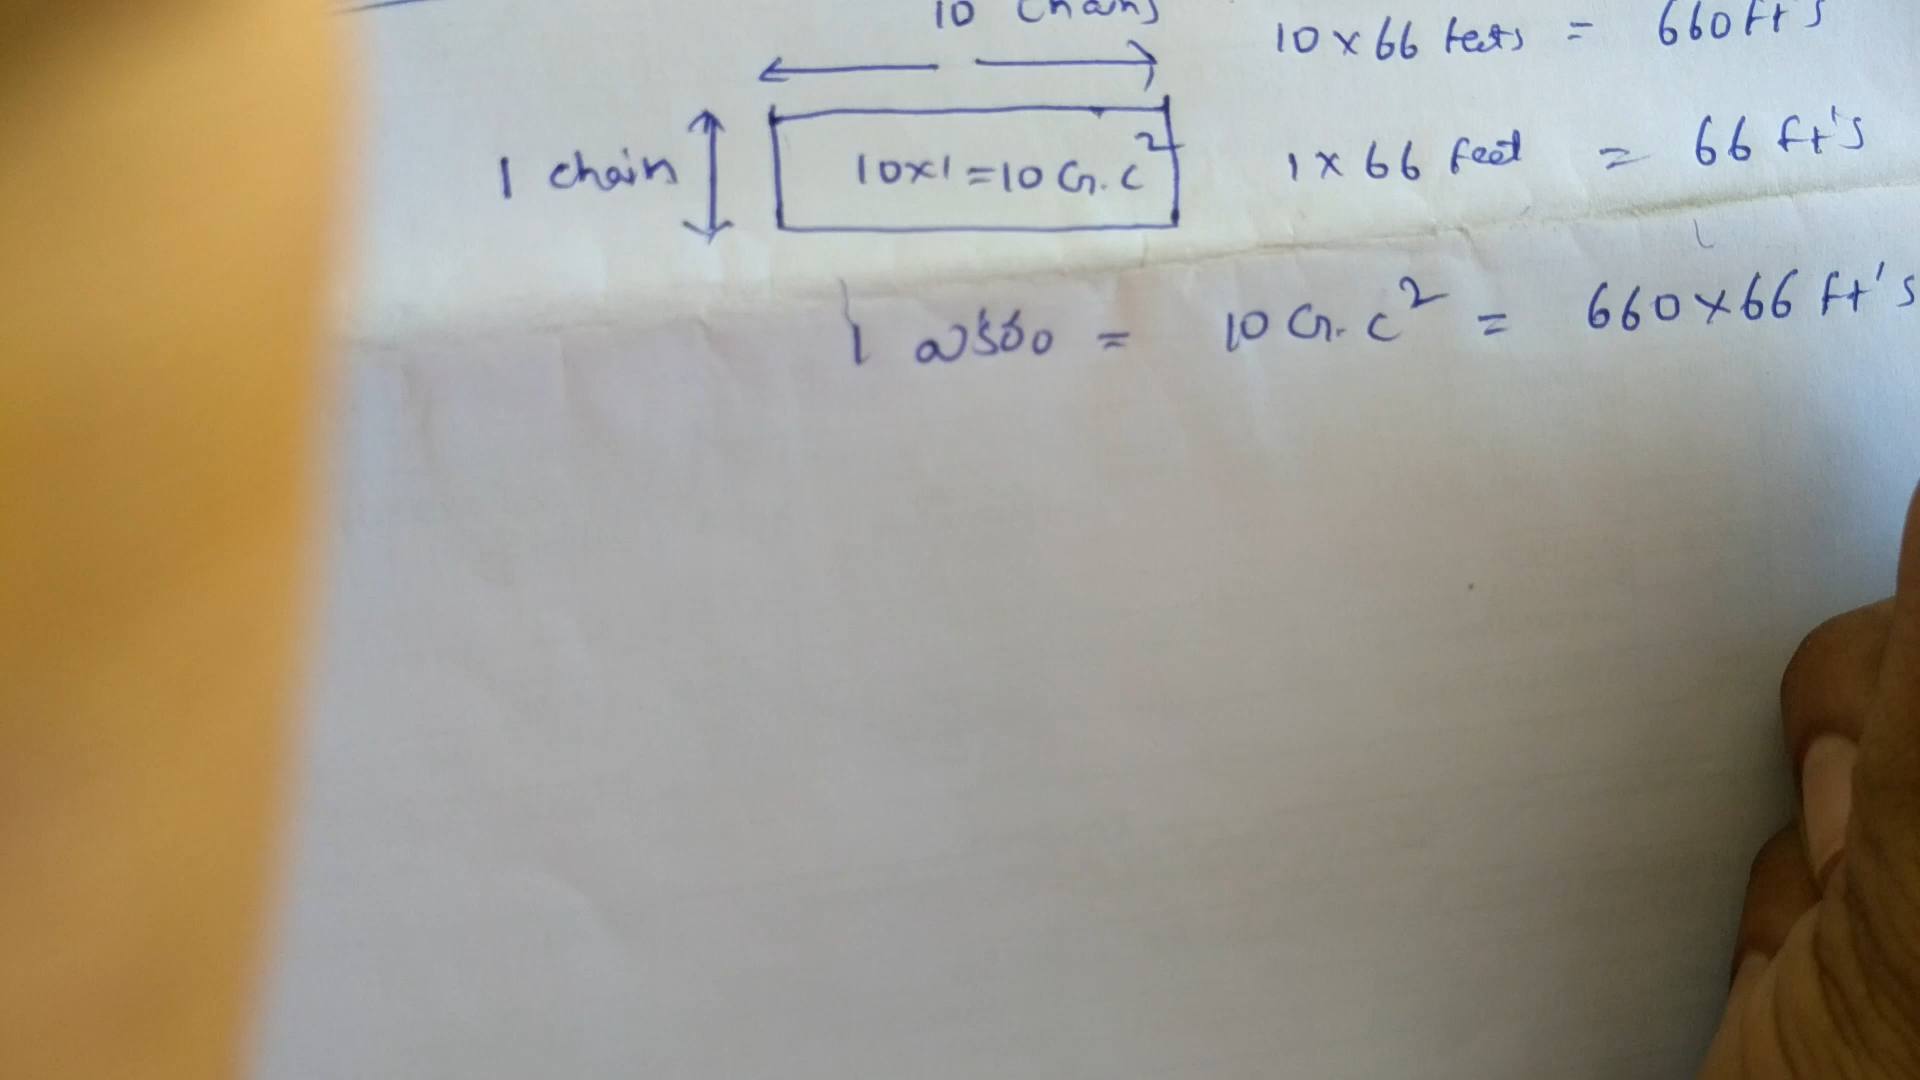 10 chains
10 x 66 feets = 660 ft's
1 chain
10x1=10 G.c²
1 x 66 feet = 66 ft's
1 ఎకరం = 10 G.c² = 660x66 ft's